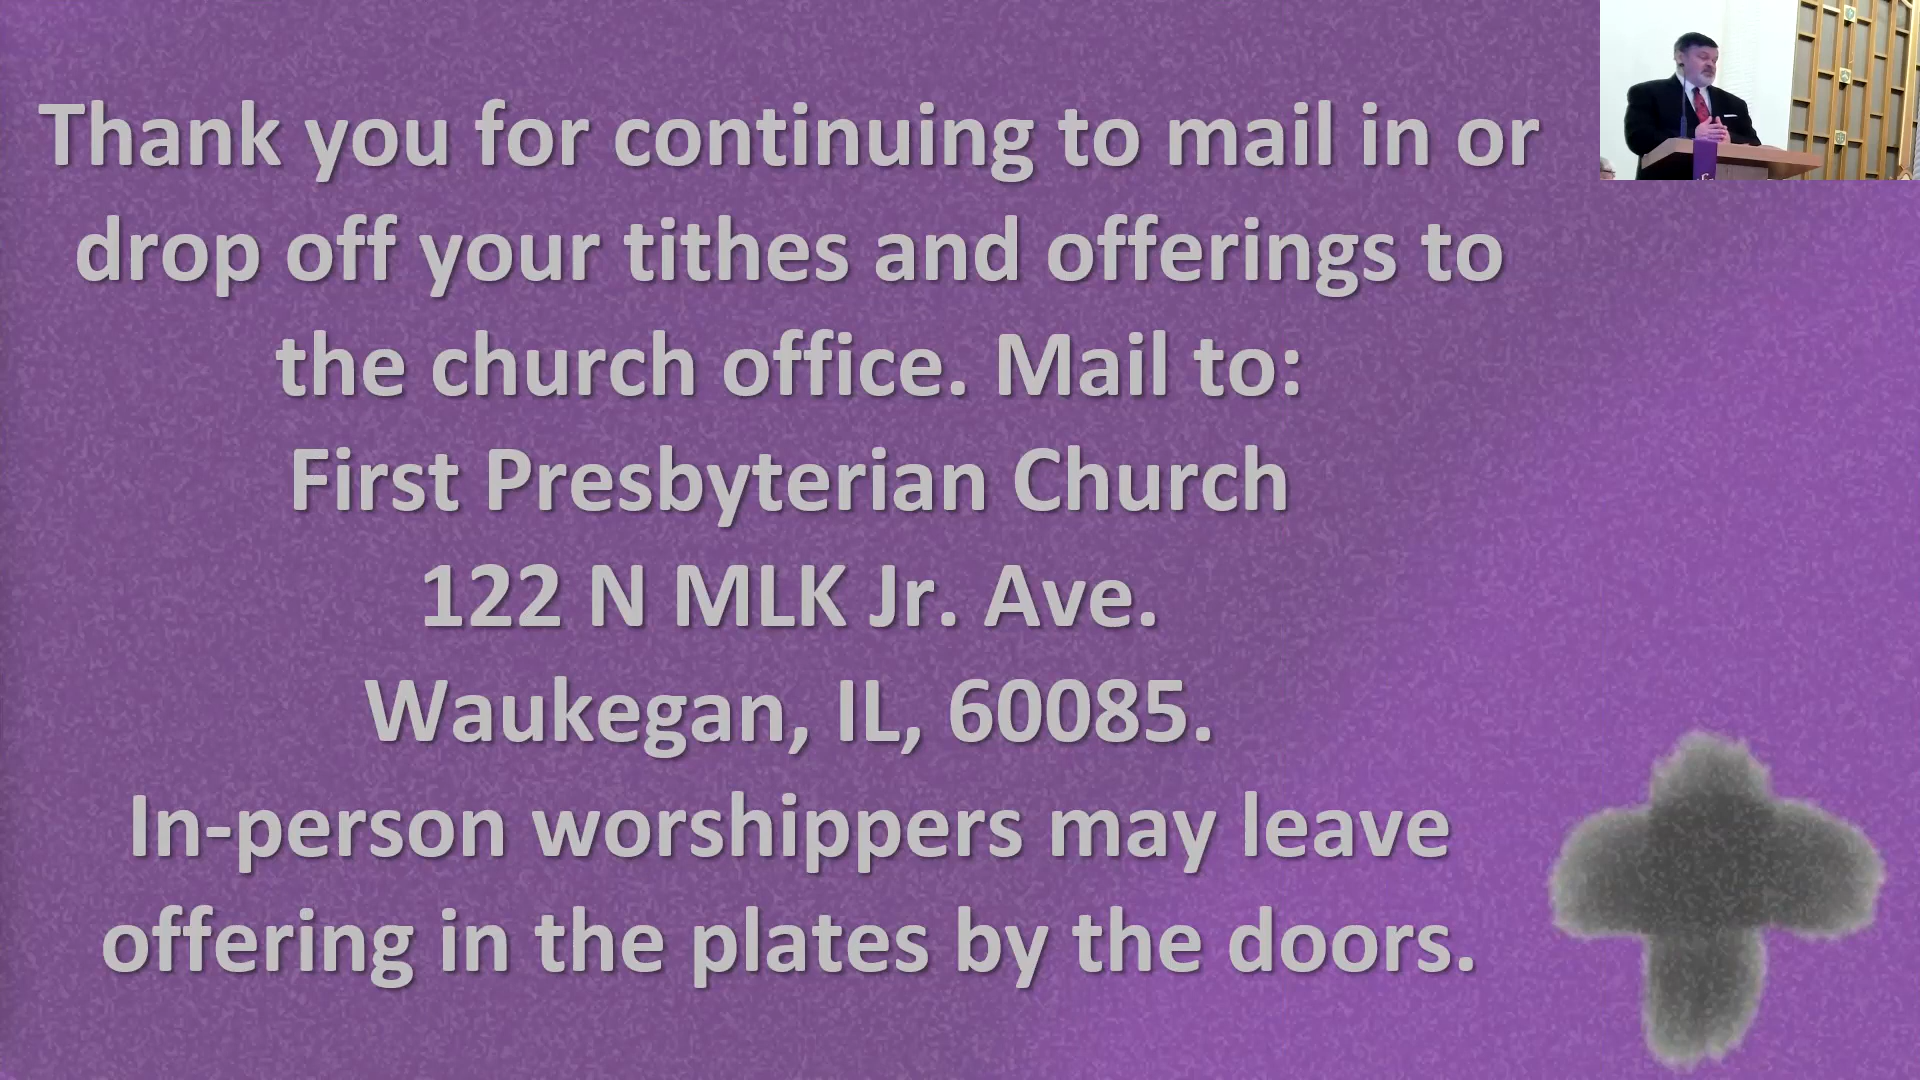 Thank you for continuing to mail in or
drop off your tithes and offerings to
the church office. Mail to:
First Presbyterian Church
122 N MLK Jr. Ave.
Waukegan, IL, 60085.
In-person worshippers may leave
offering in the plates by the doors.